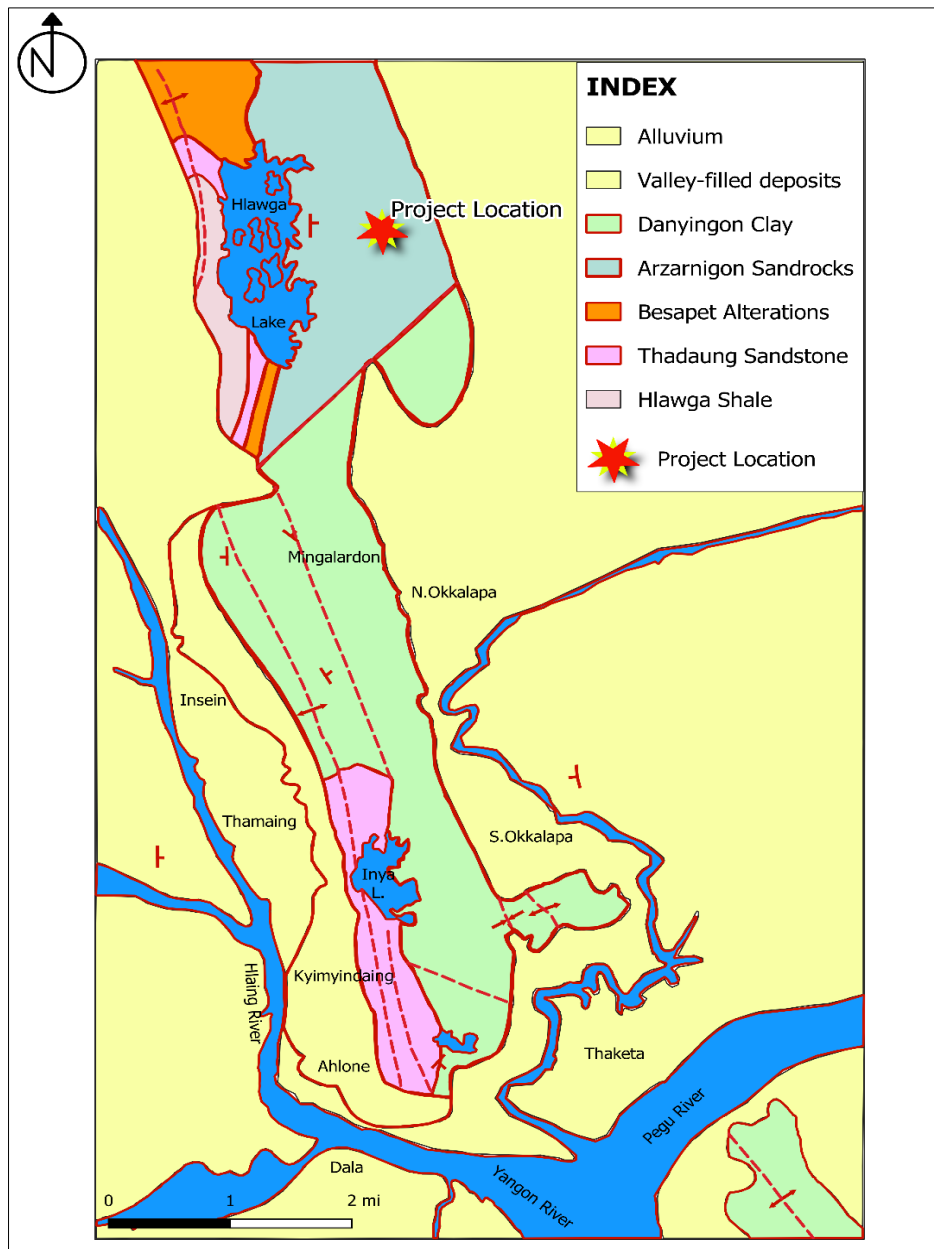 N
INDEX
Alluvium
Valley-filled deposits
Danyingon Clay
Arzarnigon Sandrocks
Besapet Alterations
Thadaung Sandstone
Hlawga Shale
Project Location
Hlawga
Project Location
Lake
Mingalardon
N.Okkalapa
Insein
Thamaing
S.Okkalapa
Inya
L.
Kyimyindaing
Hlaing River
Ahlone
Thaketa
Pegu River
Dala
Yangon River
0 1 2 mi